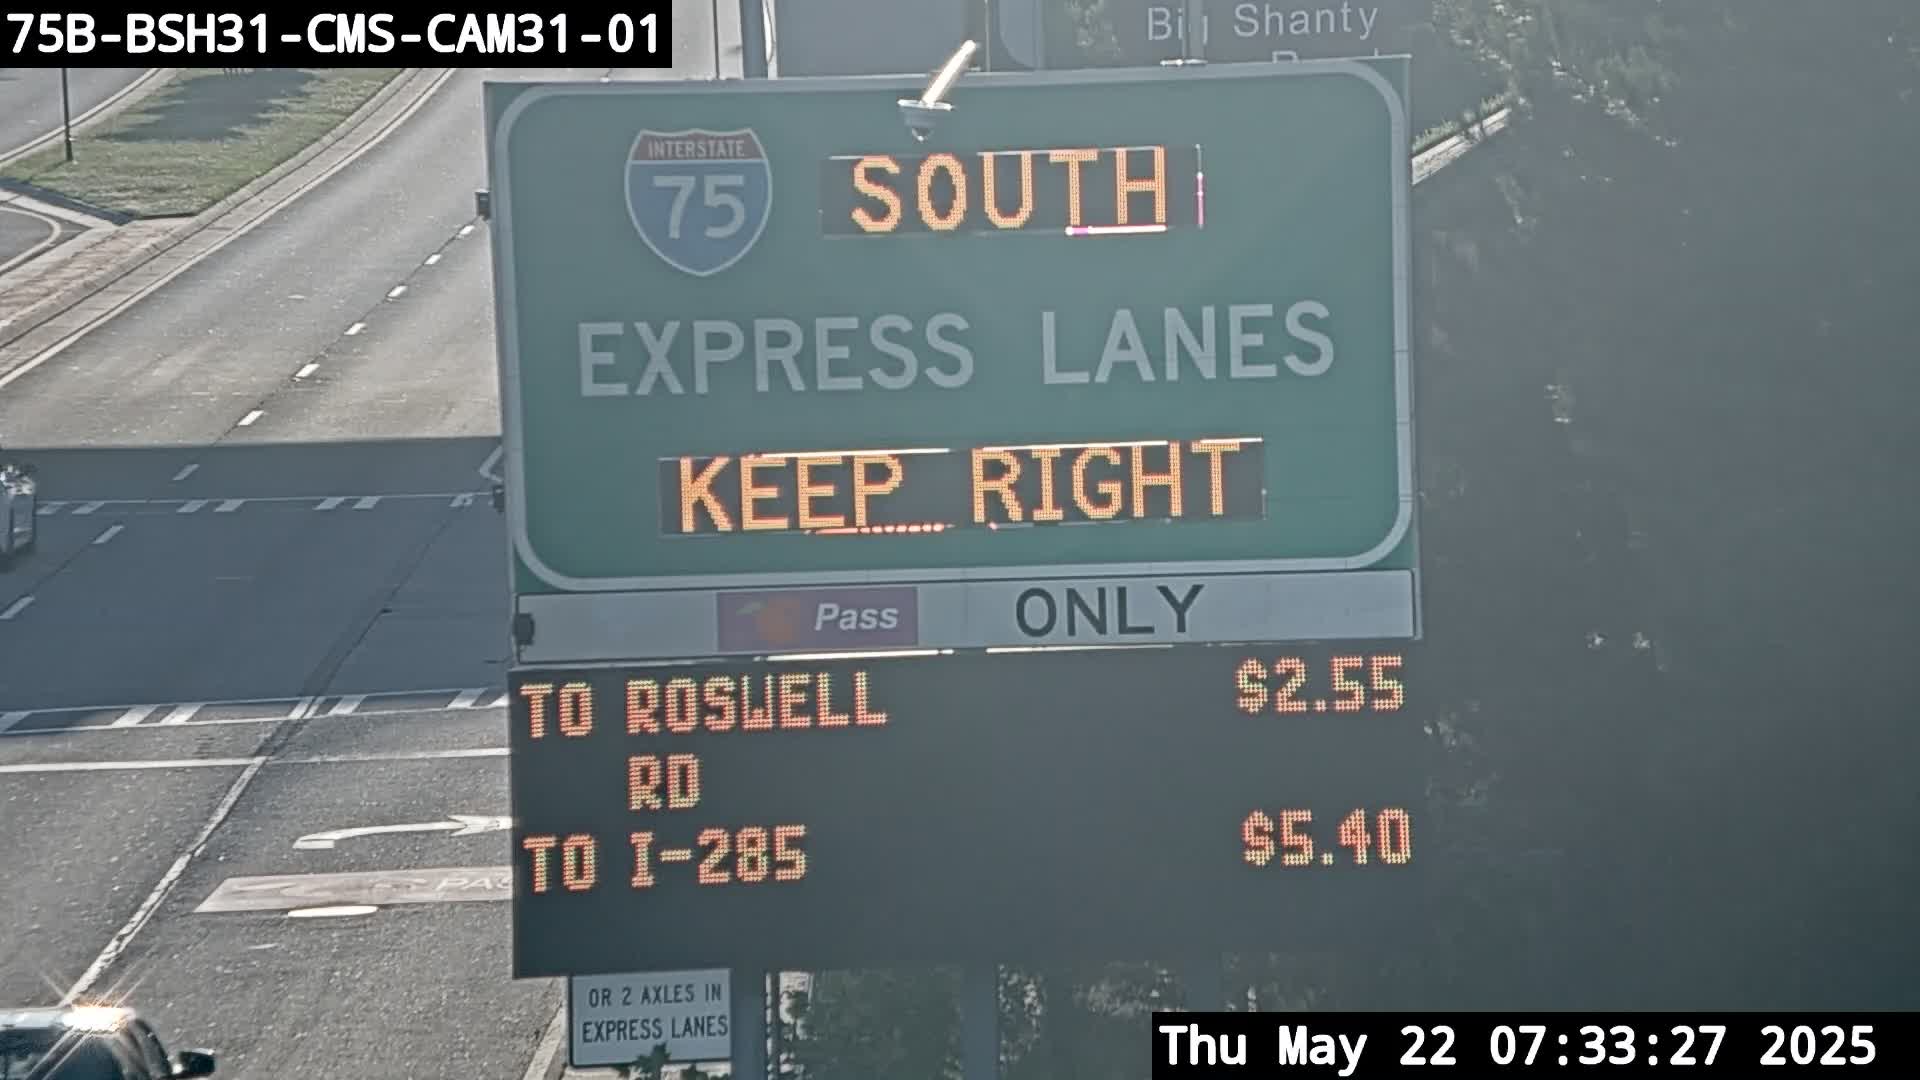 75B-BSH31-CMS-CAM31-01
Big Shanty
INTERSTATE
75
SOUTH
EXPRESS LANES
KEEP RIGHT
Pass ONLY
TO ROSWELL $2.55
RD
TO I-285 $5.40
OR 2 AXLES IN
EXPRESS LANES
Thu May 22 07:33:27 2025